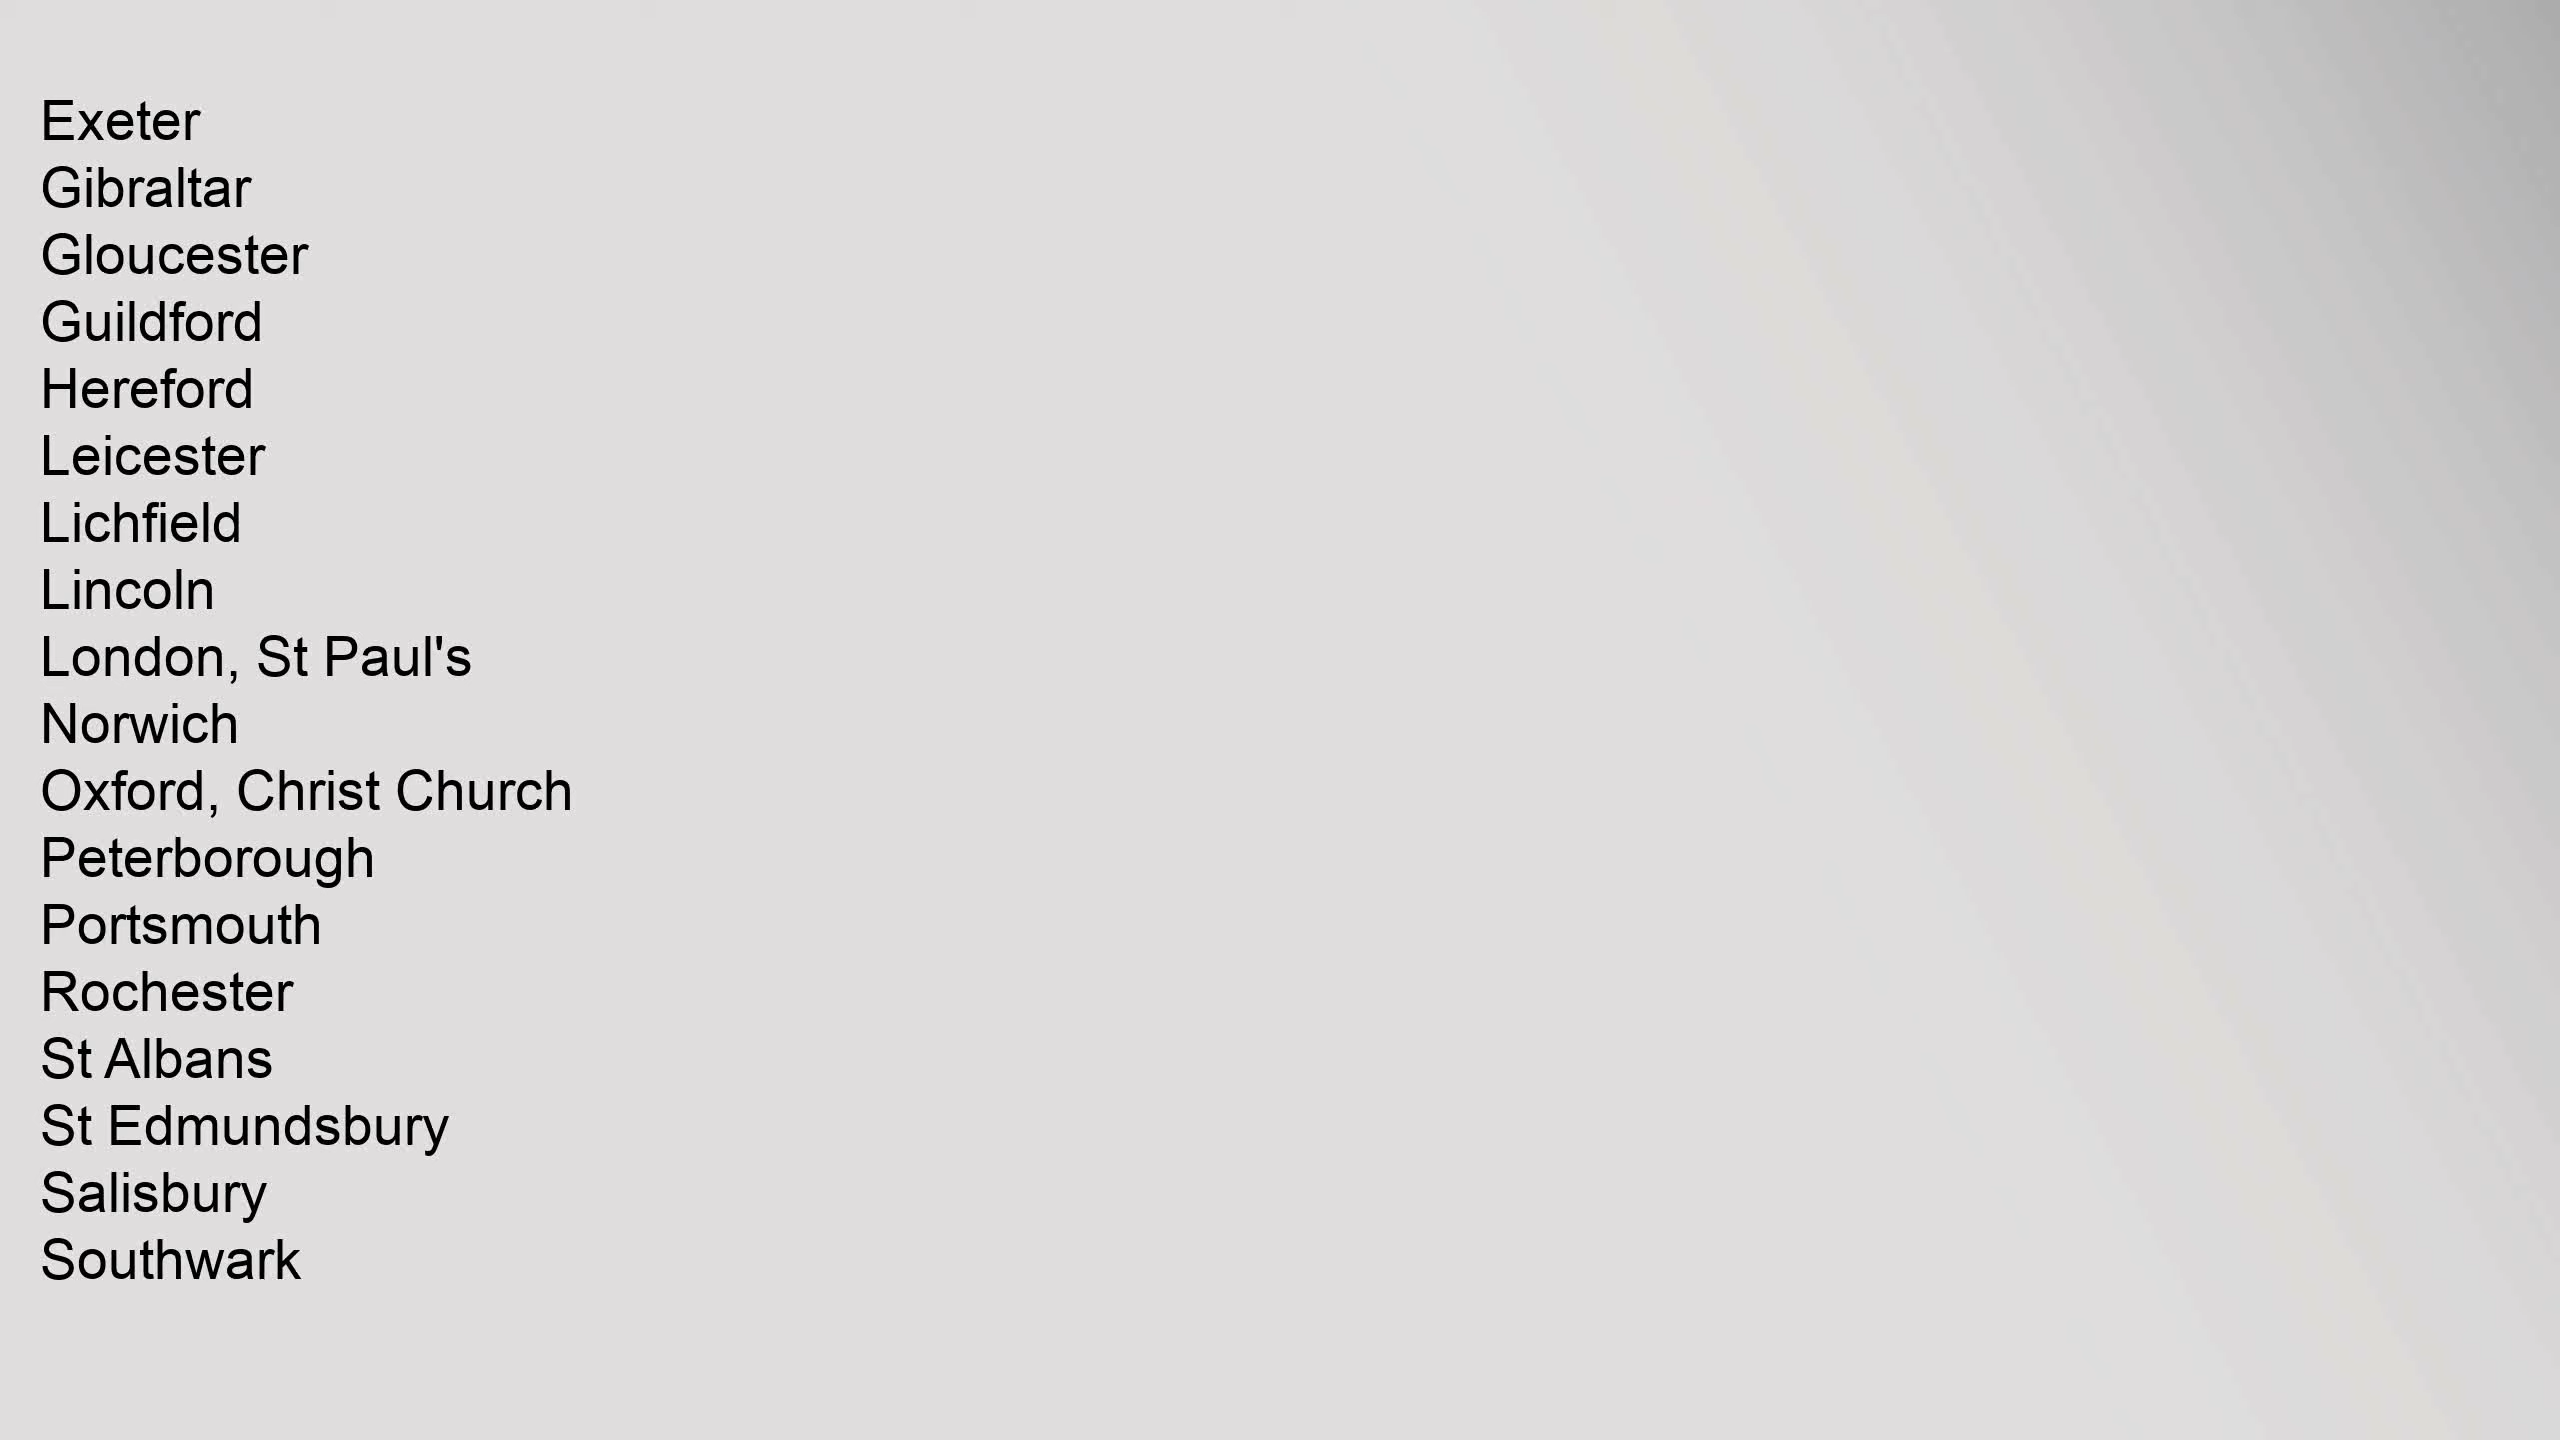 Exeter
Gibraltar
Gloucester
Guildford
Hereford
Leicester
Lichfield
Lincoln
London, St Paul's
Norwich
Oxford, Christ Church
Peterborough
Portsmouth
Rochester
St Albans
St Edmundsbury
Salisbury
Southwark